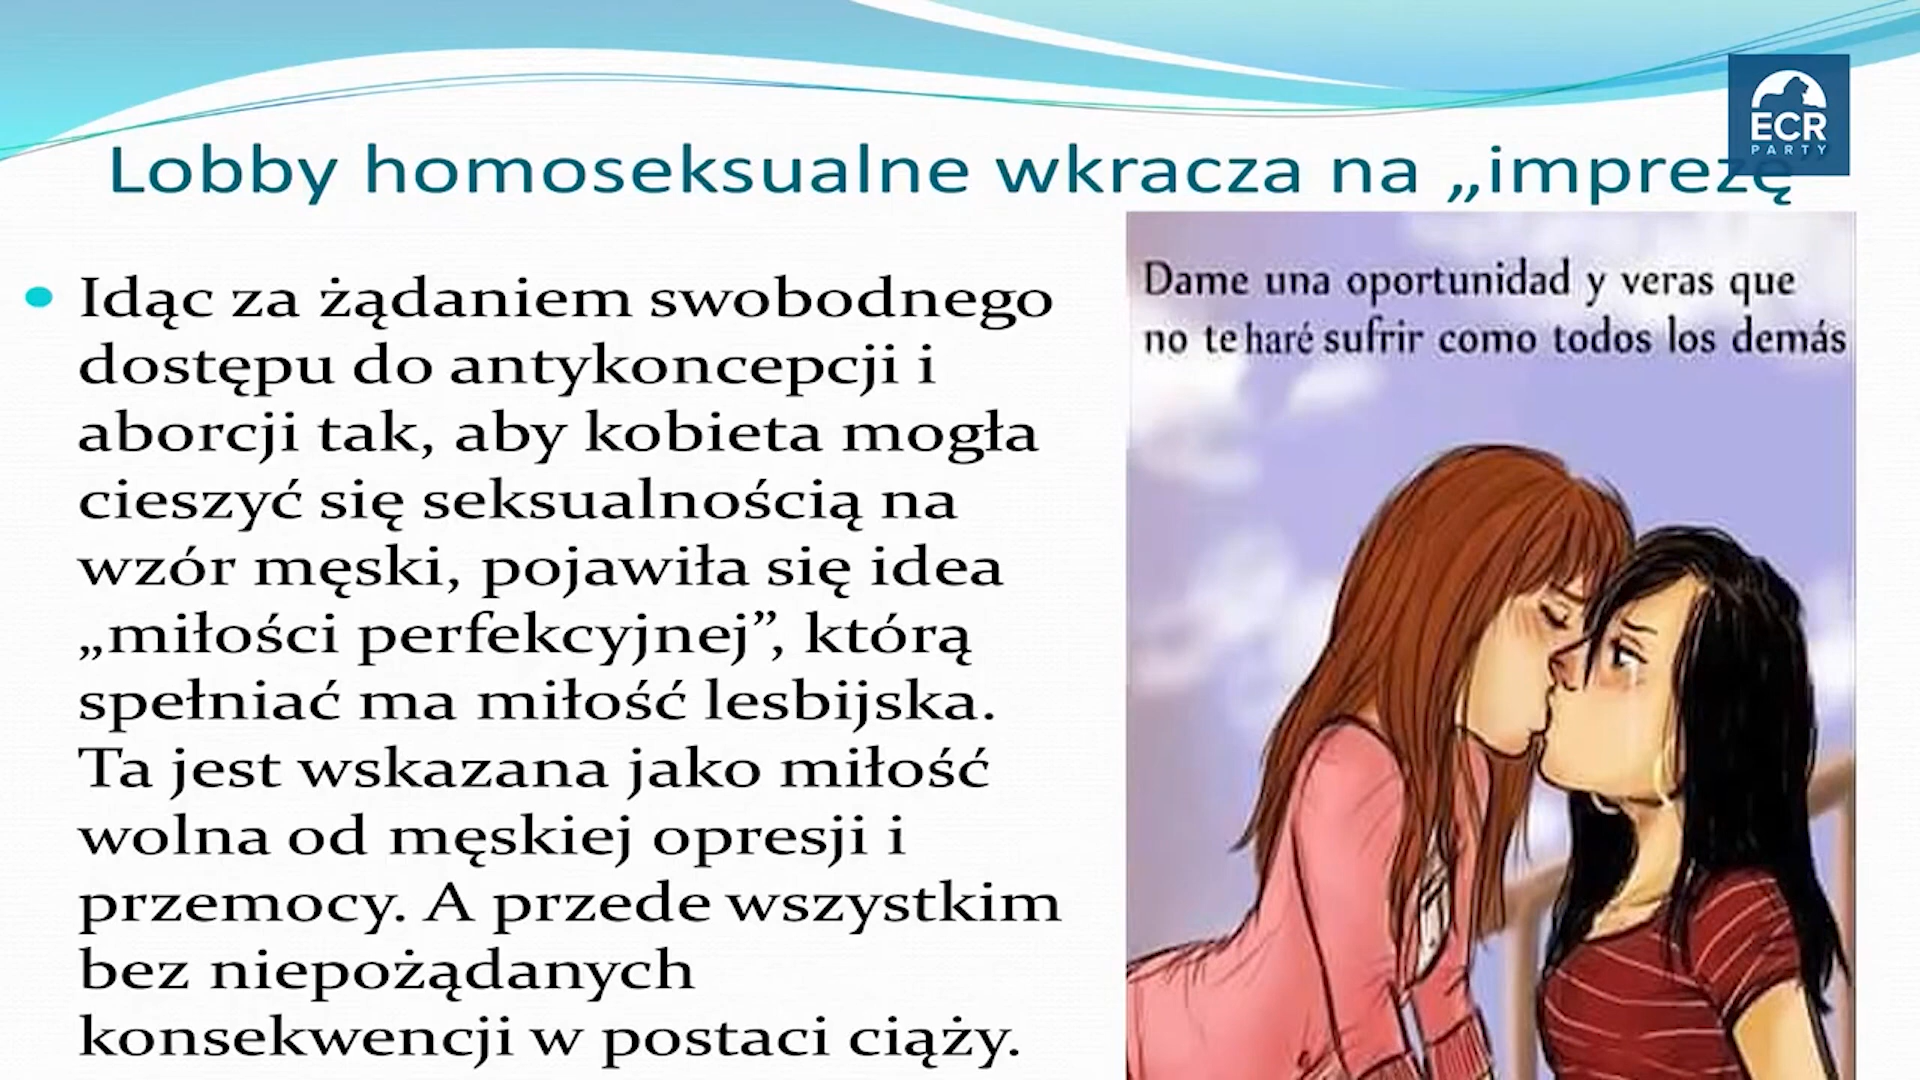 ECR
PARTY
Lobby homoseksualne wkracza na „imprezę”
• Idąc za żądaniem swobodnego
dostępu do antykoncepcji i
aborcji tak, aby kobieta mogła
cieszyć się seksualnością na
wzór męski, pojawiła się idea
„miłości perfekcyjnej”, którą
spełniać ma miłość lesbijska.
Ta jest wskazana jako miłość
wolna od męskiej opresji i
przemocy. A przede wszystkim
bez niepożądanych
konsekwencji w postaci ciąży.
Dame una oportunidad y veras que
no te haré sufrir como todos los demás